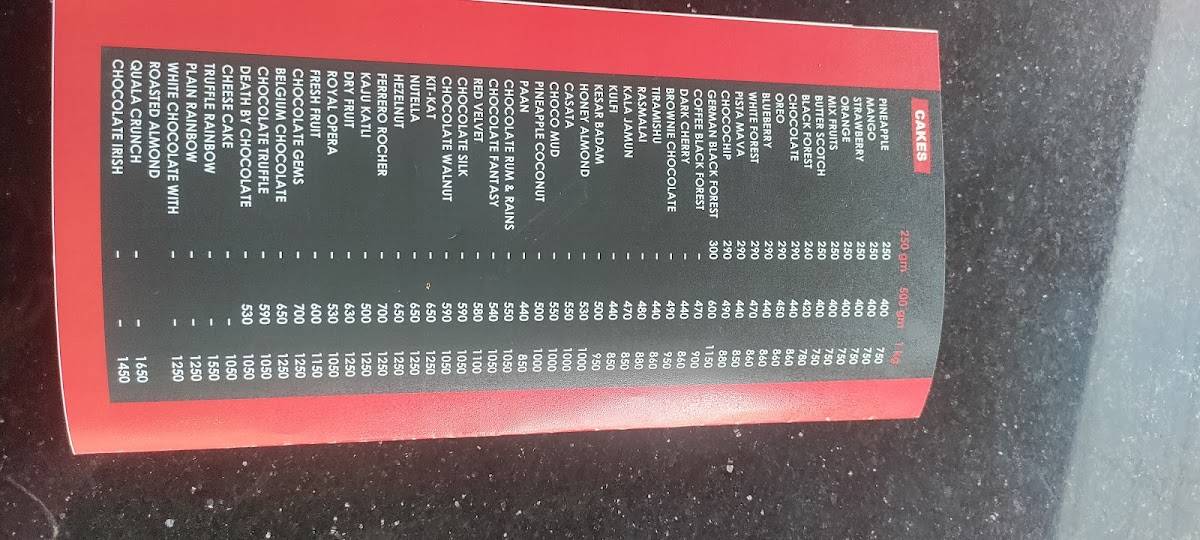 CAKES 250 gm 500 gm 1 kg
PINEAPPLE 250 400 750
MANGO 250 400 750
STRAWBERRY 250 400 750
ORANGE 250 400 750
MIX FRUITS 250 400 750
BUTTER SCOTCH 250 400 750
BLACK FOREST 260 420 780
CHOCOLATE 290 440 860
OREO 290 450 860
BLUEBERRY 290 440 860
WHITE FOREST 290 470 860
PISTA MAVA 290 440 850
CHOCOCHIP 290 490 880
GERMAN BLACK FOREST 300 600 1150
COFFEE BLACK FOREST - 470 900
DARK CHERRY - 440 860
BROWNIE CHOCOLATE - 490 950
TIRAMISHU - 440 860
RASMALAI - 480 880
KALA JAMUN - 470 850
KULFI - 440 850
KESAR BADAM - 500 950
HONEY ALMOND - 530 1000
CASATA - 550 1000
CHOCO MUD - 550 1000
PINEAPPLE COCONUT - 500 1000
PAAN - 440 850
CHOCOLATE RUM & RAINS - 550 1050
CHOCOLATE FANTASY - 540 1050
RED VELVET - 580 1100
CHOCOLATE SILK - 590 1050
CHOCOLATE WALNUT - 590 1050
KIT-KAT - 650 1250
NUTELLA - 650 1250
HEZELNUT - 650 1250
FERRERO ROCHER - 700 1250
KAJU KATLI - 500 1250
DRY FRUIT - 630 1250
ROYAL OPERA - 530 1050
FRESH FRUIT - 600 1150
CHOCOLATE GEMS - 700 1250
BELGIUM CHOCOLATE - 650 1250
CHOCOLATE TRUFFLE - 590 1050
DEATH BY CHOCOLATE - 530 1050
CHEESE CAKE - - 1050
TRUFFLE RAINBOW - - 1550
PLAIN RAINBOW - - 1250
WHITE CHOCOLATE WITH - - 1250
ROASTED ALMOND
QUALA CRUNCH - - 1650
CHOCOLATE IRISH - - 1450